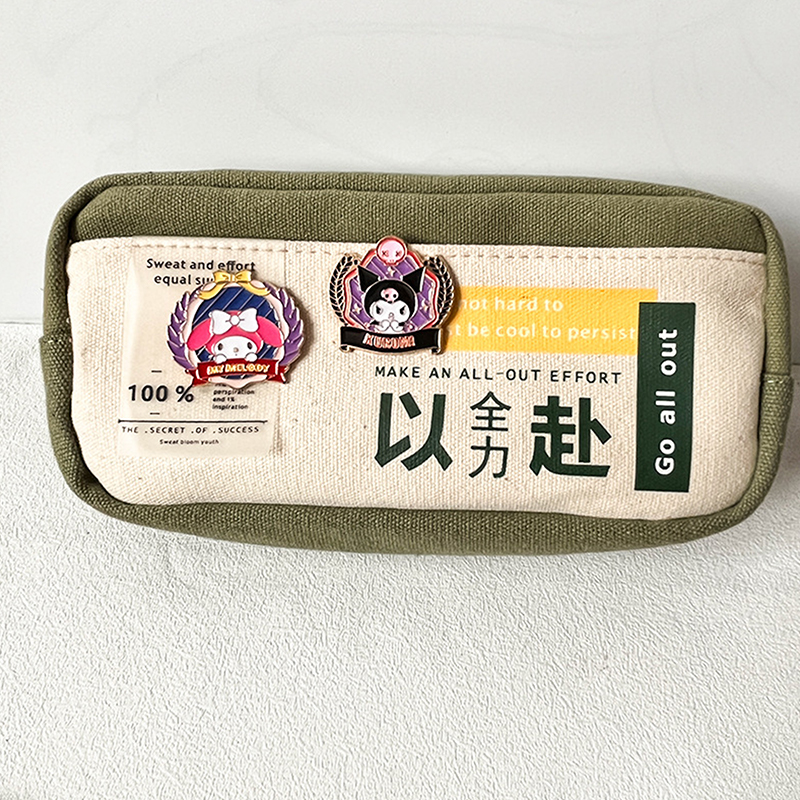 Sweat and effort
equal
MY MELODY
100 %
perspiration
and 1%
inspiration
THE .SECRET .OF .SUCCESS
Sweat bloom youth
KUROMI
not hard to
be cool to persist
MAKE AN ALL-OUT EFFORT
以全力赴
Go all out